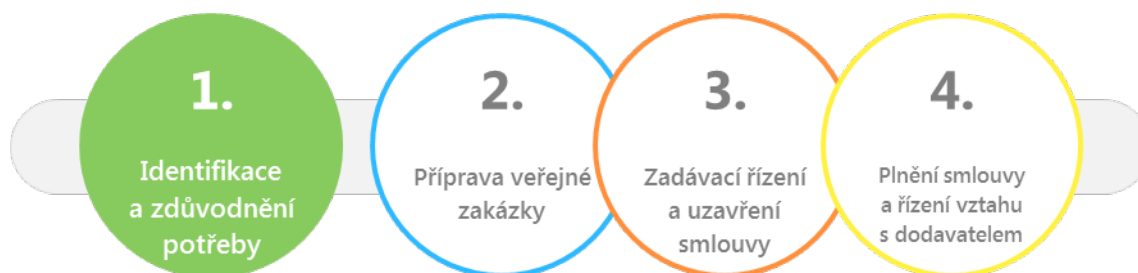 1.
Identifikace
a zdůvodnění
potřeby
2.
Příprava veřejné
zakázky
3.
Zadávací řízení
a uzavření
smlouvy
4.
Plnění smlouvy
a řízení vztahu
s dodavatelem